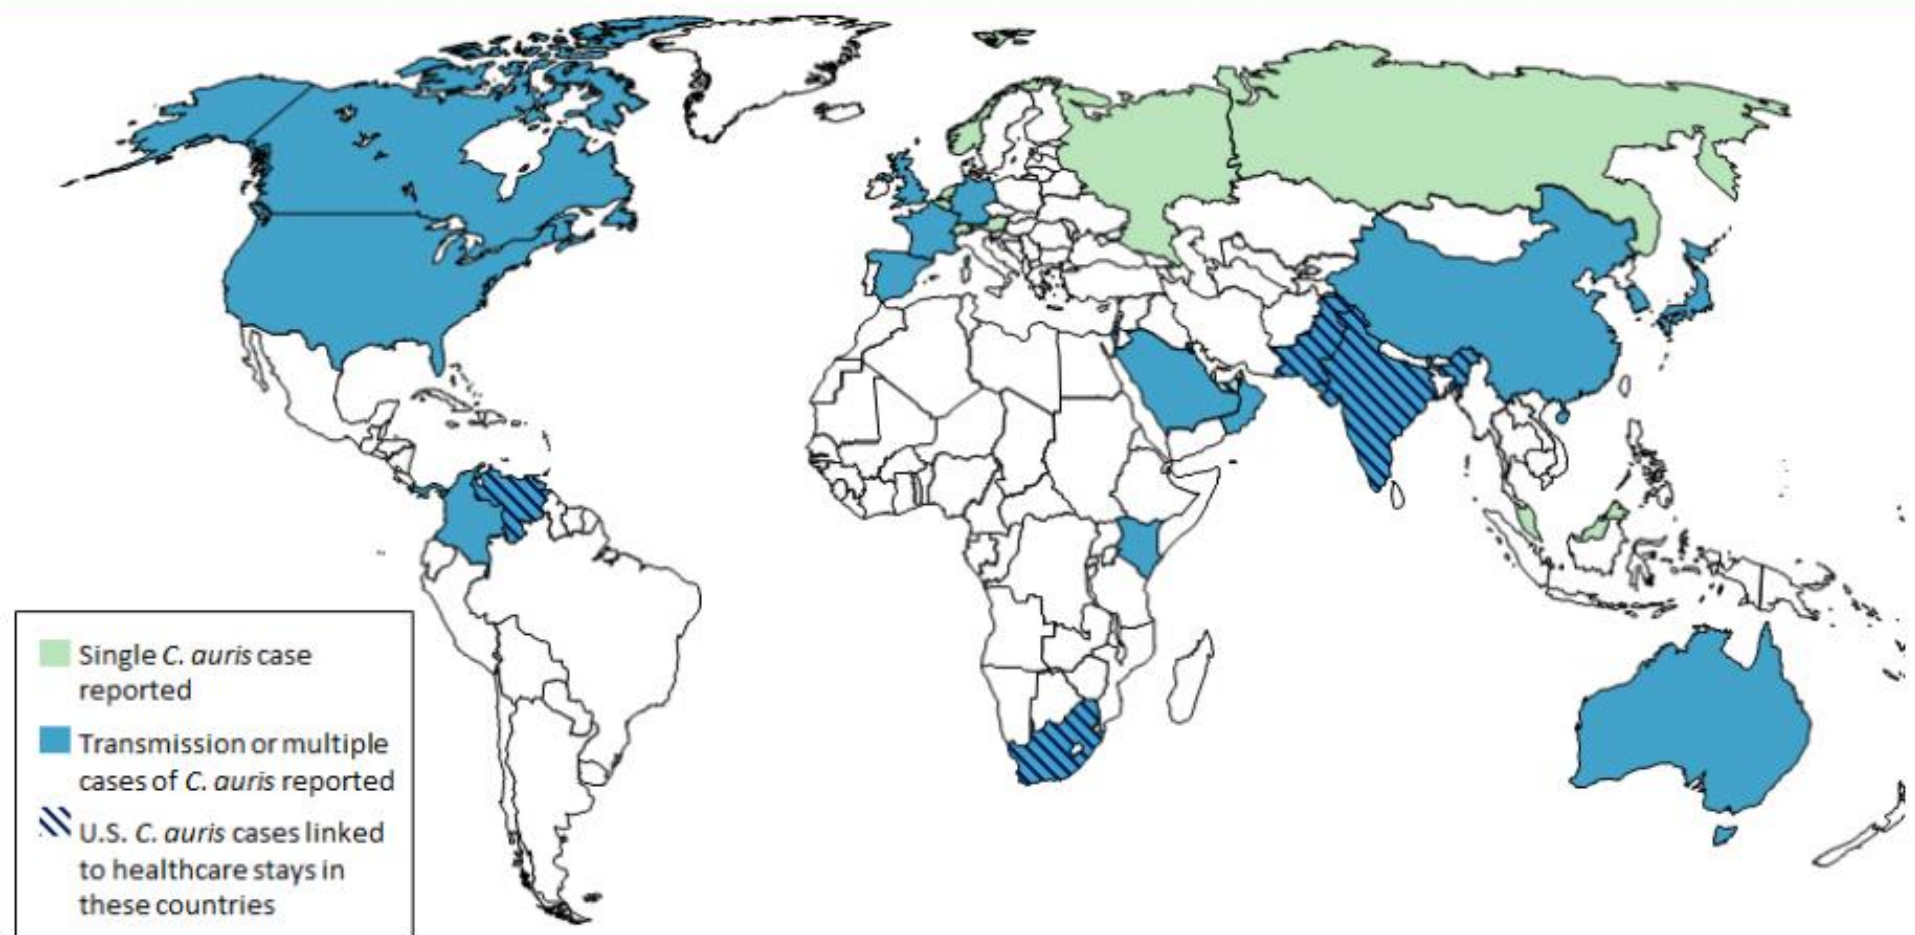 Single C. auris case
reported
Transmission or multiple
cases of C. auris reported
U.S. C. auris cases linked
to healthcare stays in
these countries